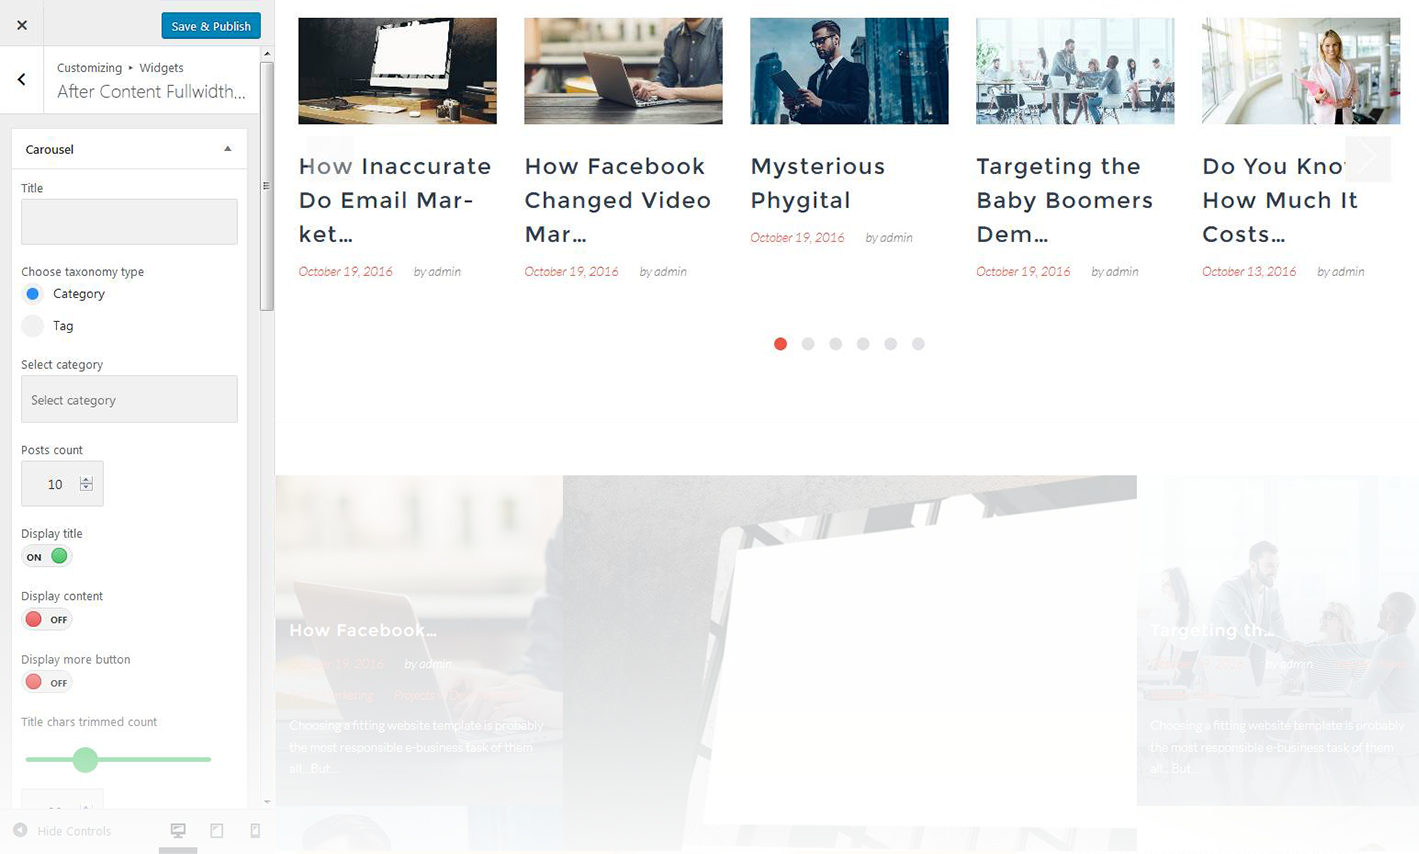 Save & Publish
Customizing ▸ Widgets
After Content Fullwidth...
Carousel
Title
Choose taxonomy type
Category
Tag
Select category
Select category
Posts count
10
Display title
ON
Display content
OFF
Display more button
OFF
Title chars trimmed count
Hide Controls
How Inaccurate
Do Email Mar-
ket...
October 19, 2016 by admin
How Facebook
Changed Video
Mar...
October 19, 2016 by admin
Mysterious
Phygital
October 19, 2016 by admin
Targeting the
Baby Boomers
Dem...
October 19, 2016 by admin
Do You Kno
How Much It
Costs...
October 13, 2016 by admin
How Facebook...
October 19, 2016 by admin
Projects
Choosing a fitting website template is probably
the most responsible e-business task of them
all.. But...
Targeting th...
by admin
Choosing a fitting website template is probably
the most responsible e-business task of them
all.. But...